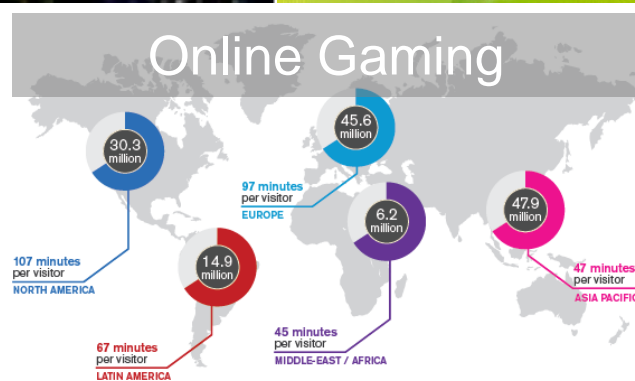 Online Gaming
30.3
million
45.6
million
97 minutes
per visitor
EUROPE
6.2
million
47.9
million
107 minutes
per visitor
NORTH AMERICA
14.9
million
47 minutes
per visitor
ASIA PACIFIC
67 minutes
per visitor
LATIN AMERICA
45 minutes
per visitor
MIDDLE-EAST / AFRICA